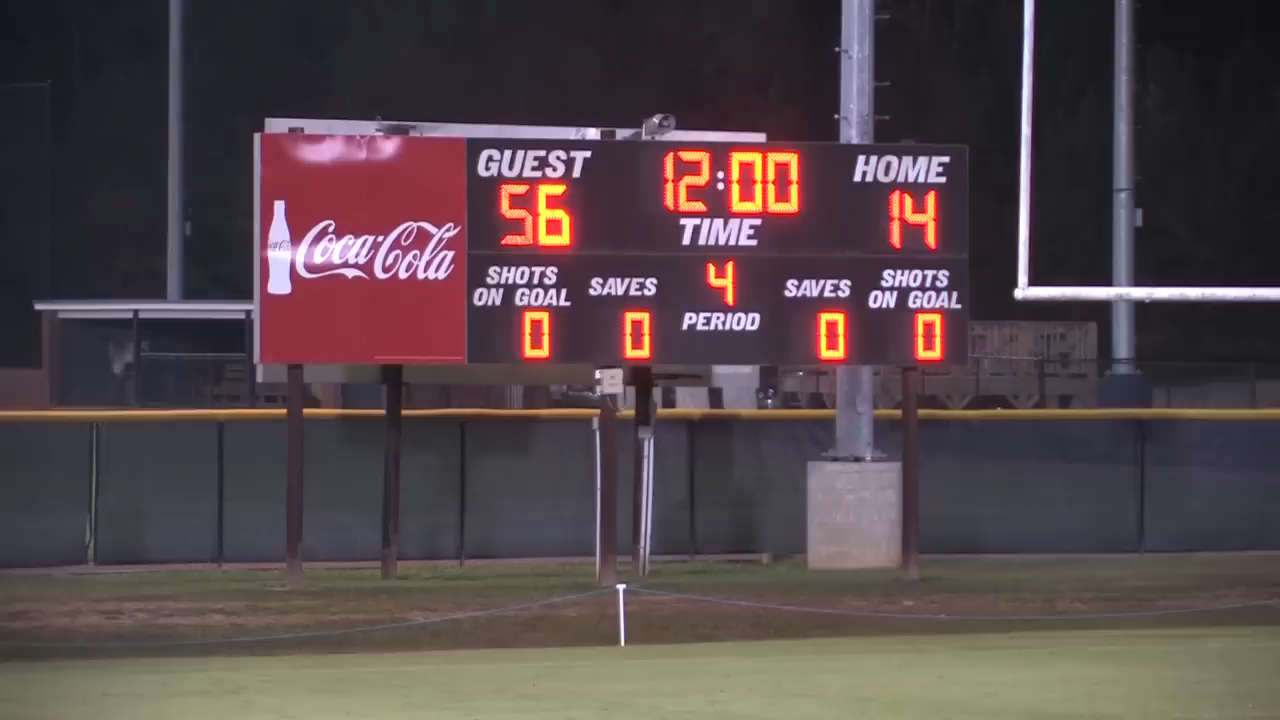 GUEST 12:00 HOME
56 TIME 14
Coca-Cola
SHOTS ON GOAL SAVES 4 SAVES SHOTS ON GOAL
PERIOD
0 0 0 0